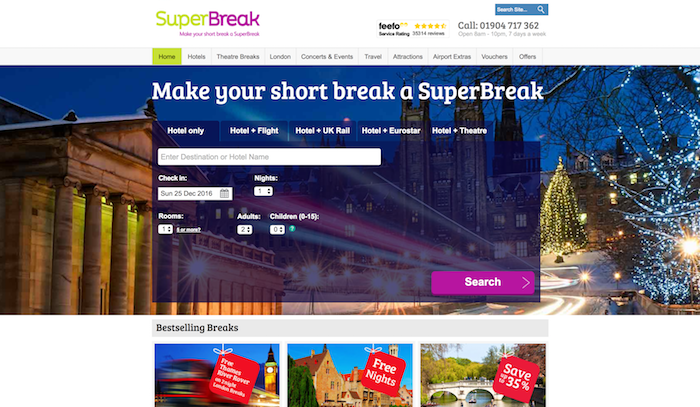 SuperBreak
Make your short break a SuperBreak
Search Site...
feefo
Service Rating
35314 reviews
Call: 01904 717 362
Open 8am - 10pm, 7 days a week
Home Hotels Theatre Breaks London Concerts & Events Travel Attractions Airport Extras Vouchers Offers
Make your short break a SuperBreak
Hotel only Hotel + Flight Hotel + UK Rail Hotel + Eurostar Hotel + Theatre
Enter Destination or Hotel Name
Check in: Nights:
Sun 25 Dec 2016 1
Rooms: Adults: Children (0-15):
1 6 or more? 2 0 ?
Search
Bestselling Breaks
Free
Thames
River Rover
on 2night
London Breaks
Free
Nights
Save
up to
35%